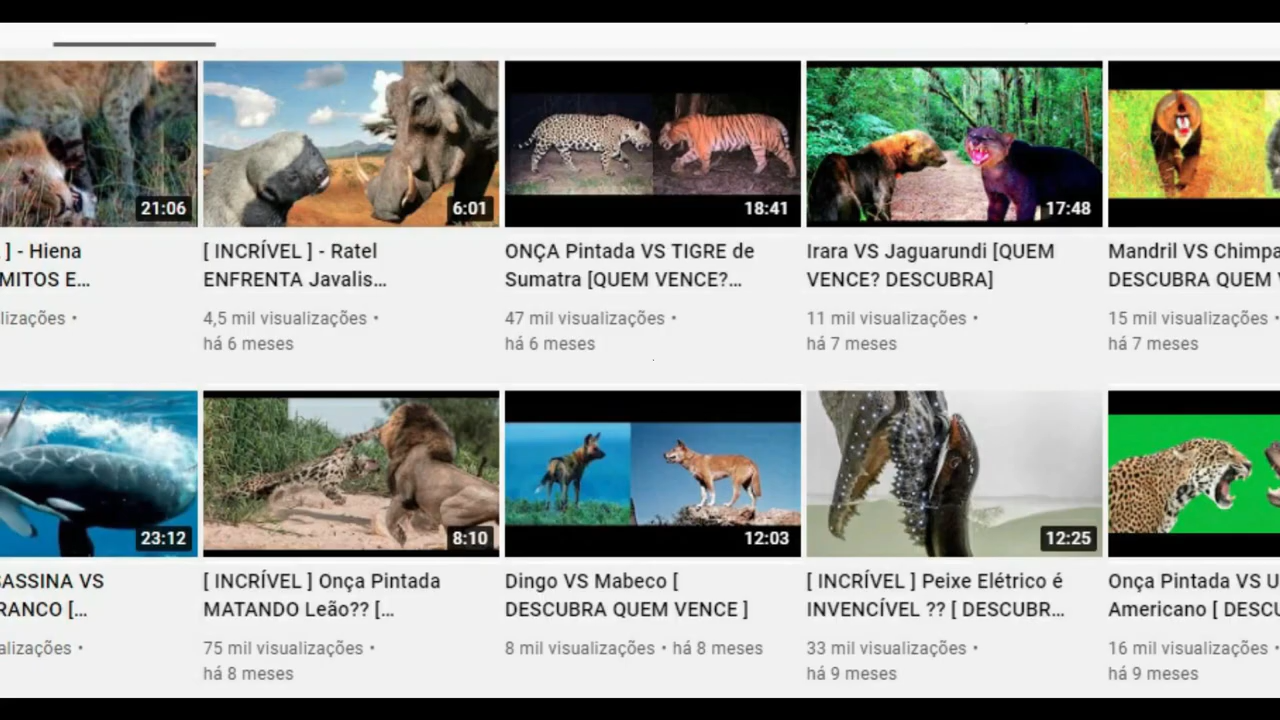 21:06
6:01
18:41
17:48
] - Hiena
MITOS E...
lizações •
[ INCRÍVEL ] - Ratel
ENFRENTA Javalis...
4,5 mil visualizações •
há 6 meses
ONÇA Pintada VS TIGRE de
Sumatra [QUEM VENCE?...
47 mil visualizações •
há 6 meses
Irara VS Jaguarundi [QUEM
VENCE? DESCUBRA]
11 mil visualizações •
há 7 meses
Mandril VS Chimpa
DESCUBRA QUEM
15 mil visualizações •
há 7 meses
23:12
8:10
12:03
12:25
SASSINA VS
RANCO [...
alizações •
[ INCRÍVEL ] Onça Pintada
MATANDO Leão?? [...
75 mil visualizações •
há 8 meses
Dingo VS Mabeco [
DESCUBRA QUEM VENCE ]
8 mil visualizações • há 8 meses
[ INCRÍVEL ] Peixe Elétrico é
INVENCÍVEL ?? [ DESCUBR...
33 mil visualizações •
há 9 meses
Onça Pintada VS U
Americano [ DESCU
16 mil visualizações •
há 9 meses